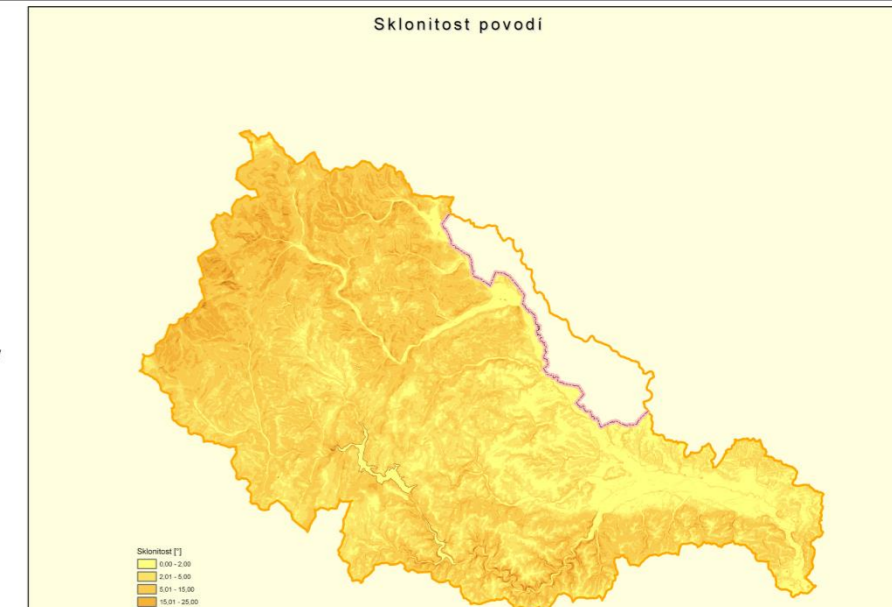 Sklonitost povodí
Sklonitost [°]
0,00 - 2,00
2,01 - 5,00
5,01 - 15,00
15,01 - 25,00